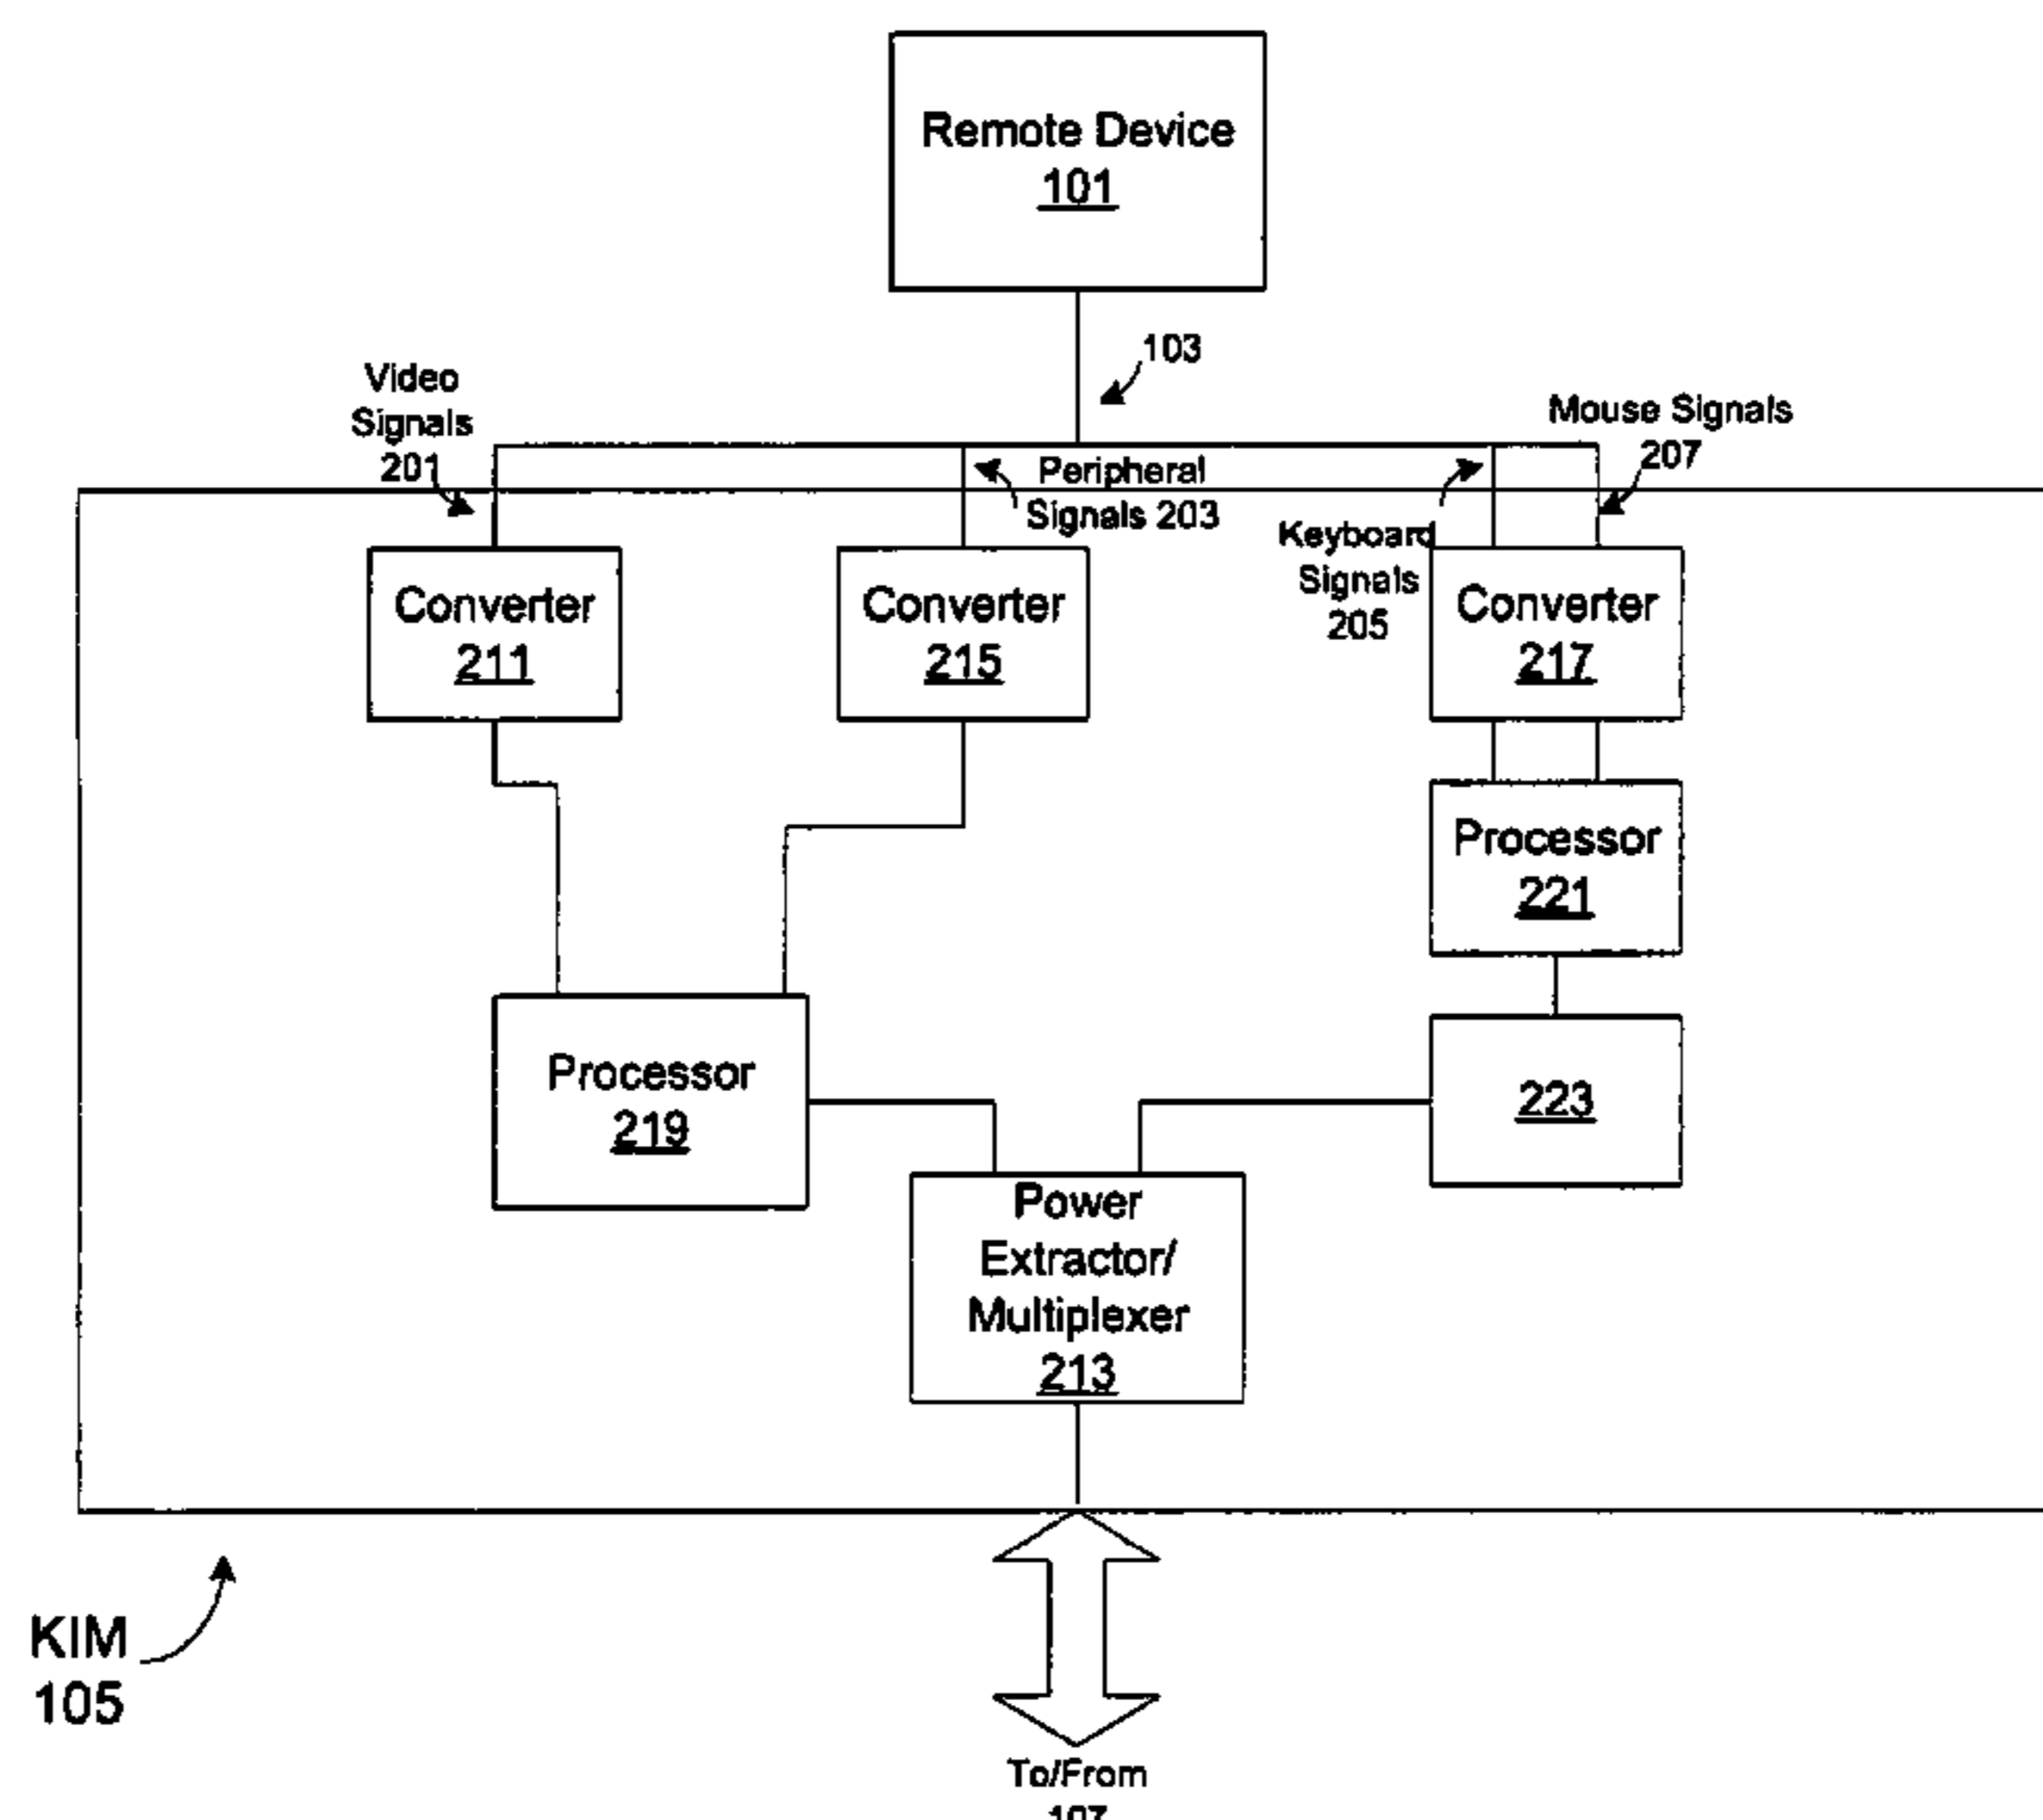 Remote Device
101
103
Video
Signals
201
Mouse Signals
207
Peripheral
Signals 203
Keyboard
Signals
205
Converter
211
Converter
215
Converter
217
Processor
221
Processor
219
223
Power
Extractor/
Multiplexer
213
KIM
105
To/From
107